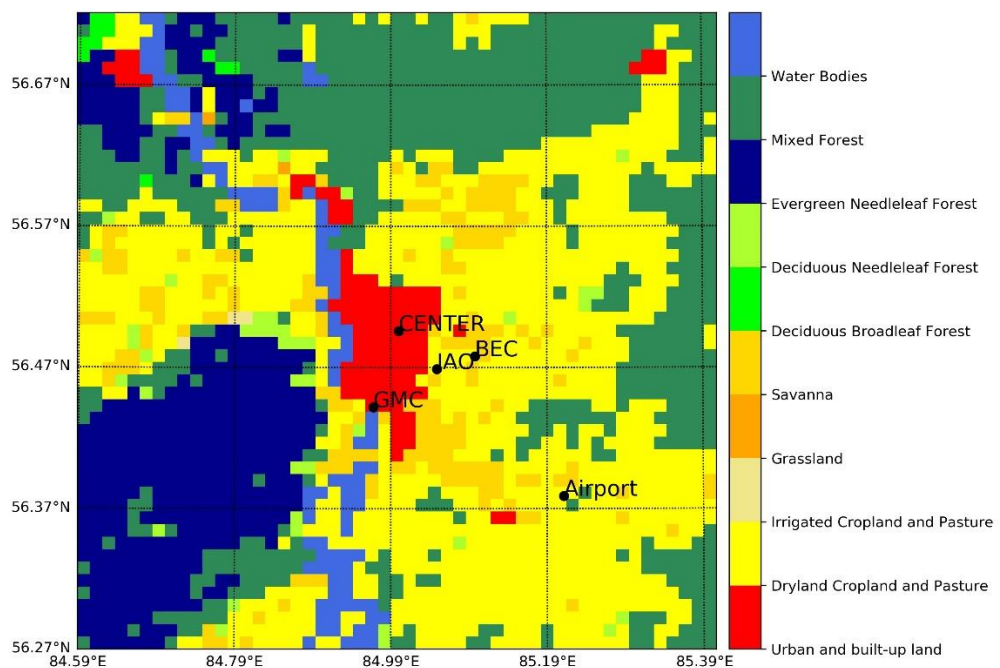 56.67°N
56.57°N
56.47°N
56.37°N
56.27°N
84.59°E
84.79°E
84.99°E
85.19°E
85.39°E
CENTER
BEC
IAO
GMC
Airport
Water Bodies
Mixed Forest
Evergreen Needleleaf Forest
Deciduous Needleleaf Forest
Deciduous Broadleaf Forest
Savanna
Grassland
Irrigated Cropland and Pasture
Dryland Cropland and Pasture
Urban and built-up land